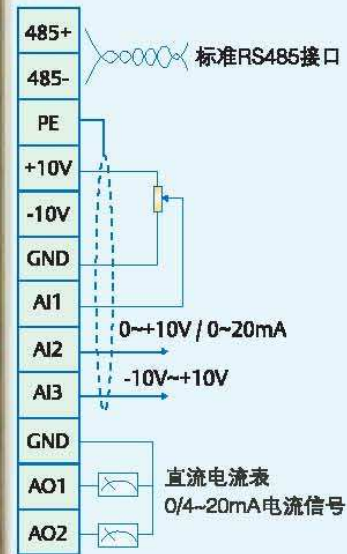 485+
标准RS485接口
485-
PE
+10V
-10V
GND
AI1
0~+10V / 0~20mA
AI2
-10V~+10V
AI3
GND
直流电流表
AO1
0/4~20mA电流信号
AO2